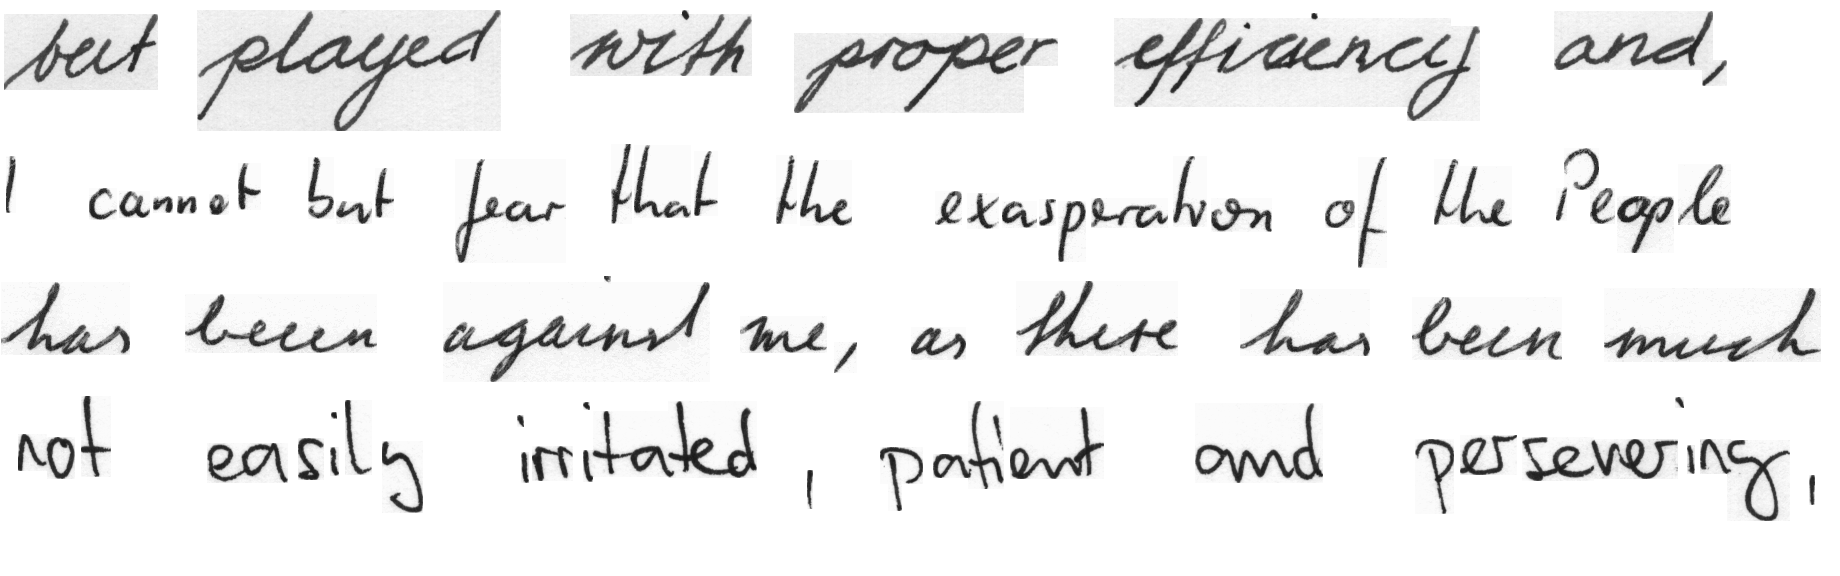 but played with proper efficiency and,
I cannot but fear that the exasperation of the People
has been against me, as there has been much
not easily irritated, patient and persevering,